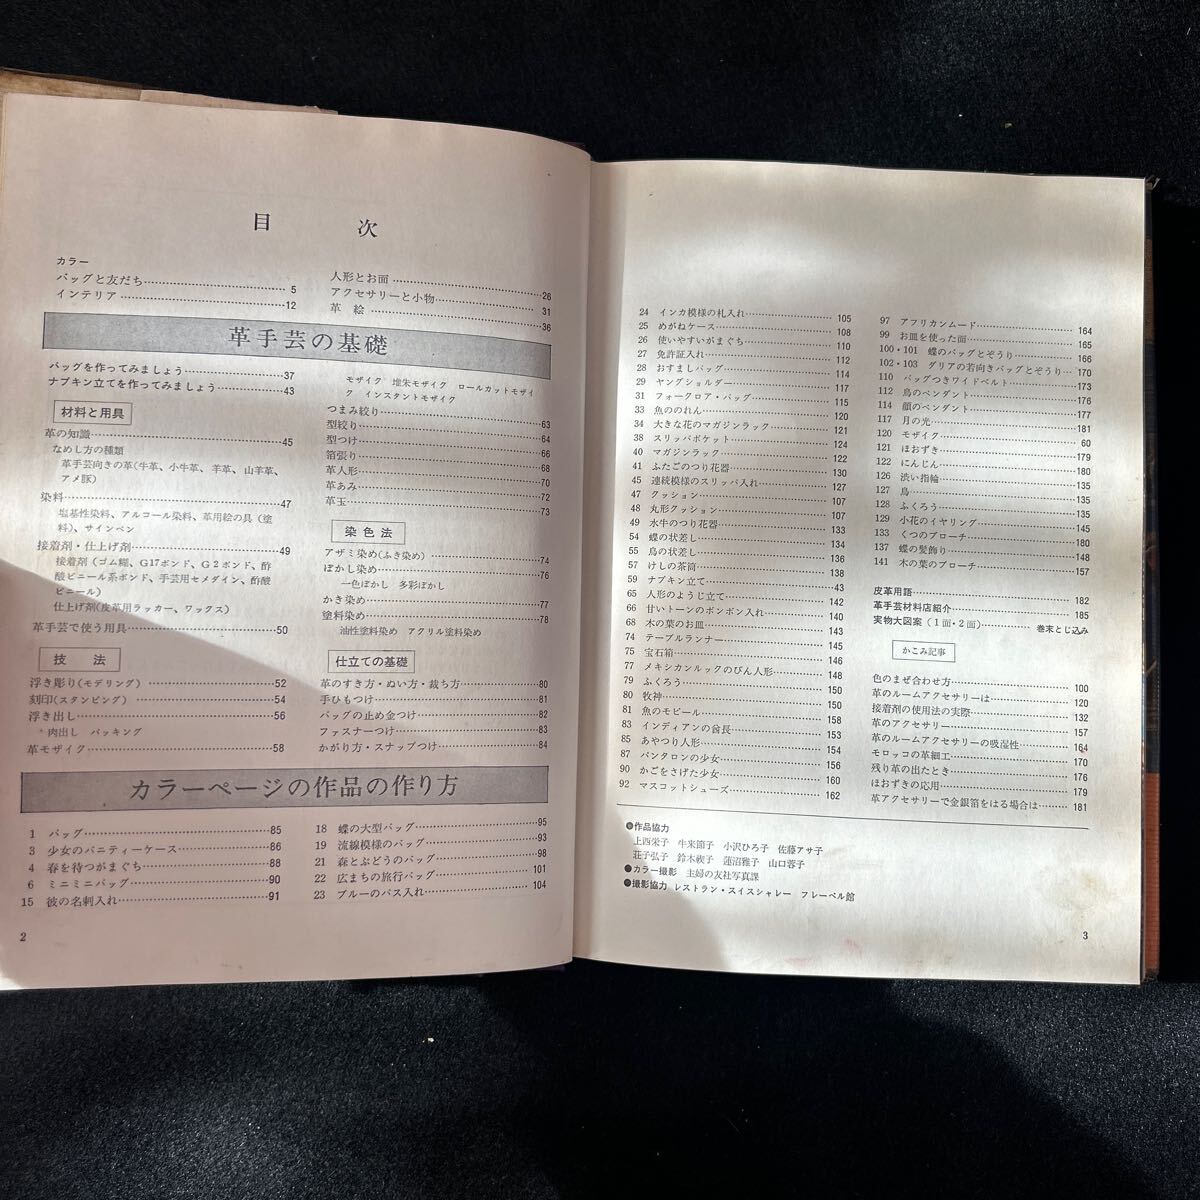 目　次
カラー
バッグと友だち……5
インテリア……12
人形とお面……26
アクセサリーと小物……31
革絵……36
革手芸の基礎
バッグを作ってみましょう……37
ナプキン立てを作ってみましょう……43
材料と用具
革の知識……45
なめし方の種類
革手芸向きの革(牛革、小牛革、羊革、山羊革、
アメ豚)
染料……47
塩基性染料、アルコール染料、革用絵の具(塗
料)、サインペン
接着剤・仕上げ剤……49
接着剤(ゴム糊、G17ボンド、G2ボンド、酢
酸ビニール系ボンド、手芸用セメダイン、酢酸
ビニール)
仕上げ剤(皮革用ラッカー、ワックス)
革手芸で使う用具……50
技　法
浮き彫り(モデリング)……52
刻印(スタンピング)……54
浮き出し……56
肉出し　パッキング
革モザイク……58
モザイク　堆朱モザイク　ロールカットモザイ
ク　インスタントモザイク
つまみ絞り……63
型絞り……64
型つけ……66
箔張り……68
革人形……70
革あみ……72
革玉……73
染色法
アザミ染め(ふき染め)……74
ぼかし染め……76
一色ぼかし　多彩ぼかし
かき染め……77
塗料染め……78
油性塗料染め　アクリル塗料染め
仕立ての基礎
革のすき方・ぬい方・裁ち方……80
手ひもつけ……81
バッグの止め金つけ……82
ファスナーつけ……83
かがり方・スナップつけ……84
カラーページの作品の作り方
1　バッグ……85
3　少女のバニティーケース……86
4　春を待つがまぐち……88
6　ミニミニバッグ……90
15　彼の名刺入れ……91
18　蝶の大型バッグ……95
19　流線模様のバッグ……93
21　森とぶどうのバッグ……98
22　広まちの旅行バッグ……101
23　ブルーのパス入れ……104
2
24　インカ模様の札入れ……105
25　めがねケース……108
26　使いやすいがまぐち……110
27　免許証入れ……112
28　おすましバッグ……114
29　ヤングショルダー……117
31　フォークロア・バッグ……115
33　魚ののれん……120
34　大きな花のマガジンラック……121
38　スリッパポケット……124
40　マガジンラック……122
41　ふたごのつり花器……130
45　連続模様のスリッパ入れ……127
47　クッション……107
48　丸形クッション……107
49　水牛のつり花器……133
54　蝶の状差し……134
55　鳥の状差し……134
57　けしの茶筒……138
59　ナプキン立て……43
65　人形のようじ立て……142
66　甘いトーンのボンボン入れ……140
68　木の葉のお皿……143
74　テーブルランナー……145
75　宝石箱……146
77　メキシカンルックのびん人形……148
79　ふくろう……152
80　牧神……150
81　魚のモビール……158
83　インディアンの酋長……153
85　あやつり人形……154
87　パンタロンの少女……156
90　かごをさげた少女……160
92　マスコットシューズ……162
97　アフリカンムード……164
99　お皿を使った面……165
100・101　蝶のバッグとぞうり……166
102・103　ダリアの若向きバッグとぞうり……170
110　バッグつきワイドベルト……173
112　鳥のペンダント……176
114　顔のペンダント……177
117　月の光……181
120　モザイク……60
121　ほおずき……179
122　にんじん……180
126　渋い指輪……135
127　鳥……135
128　ふくろう……135
129　小花のイヤリング……145
133　くつのブローチ……180
137　蝶の髪飾り……148
141　木の葉のブローチ……157
皮革用語……182
革手芸材料店紹介……185
実物大図案(1面・2面)……巻末とじ込み
かこみ記事
色のまぜ合わせ方……100
革のルームアクセサリーは……120
接着剤の使用法の実際……132
革のアクセサリー……157
革のルームアクセサリーの吸湿性……164
モロッコの革細工……170
残り革の出たとき……176
ほおずきの応用……179
革アクセサリーで金銀箔をはる場合は……181
●作品協力
上西栄子　牛来節子　小沢ひろ子　佐藤アサ子
荘子弘子　鈴木禊子　蓮沼雅子　山口蓉子
●カラー撮影　主婦の友社写真課
●撮影協力　レストラン・スイスシャレー　フレーベル館
3